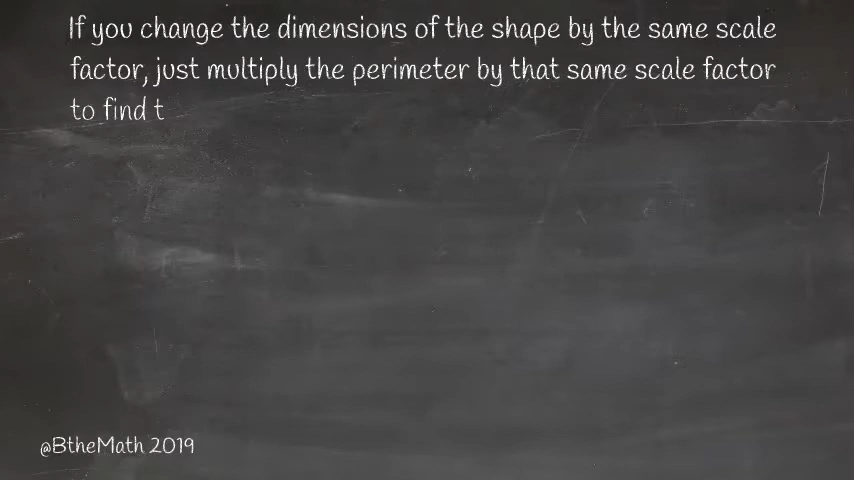 If you change the dimensions of the shape by the same scale
factor, just multiply the perimeter by that same scale factor
to find t
@BtheMath 2019